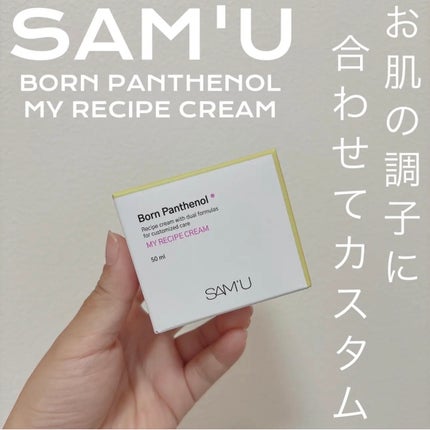 SAM'U
BORN PANTHENOL
MY RECIPE CREAM
お肌の調子に
合わせてカスタム
Born Panthenol*
Recipe cream with dual formulas
for customized care
MY RECIPE CREAM
50 ml
SAM'U